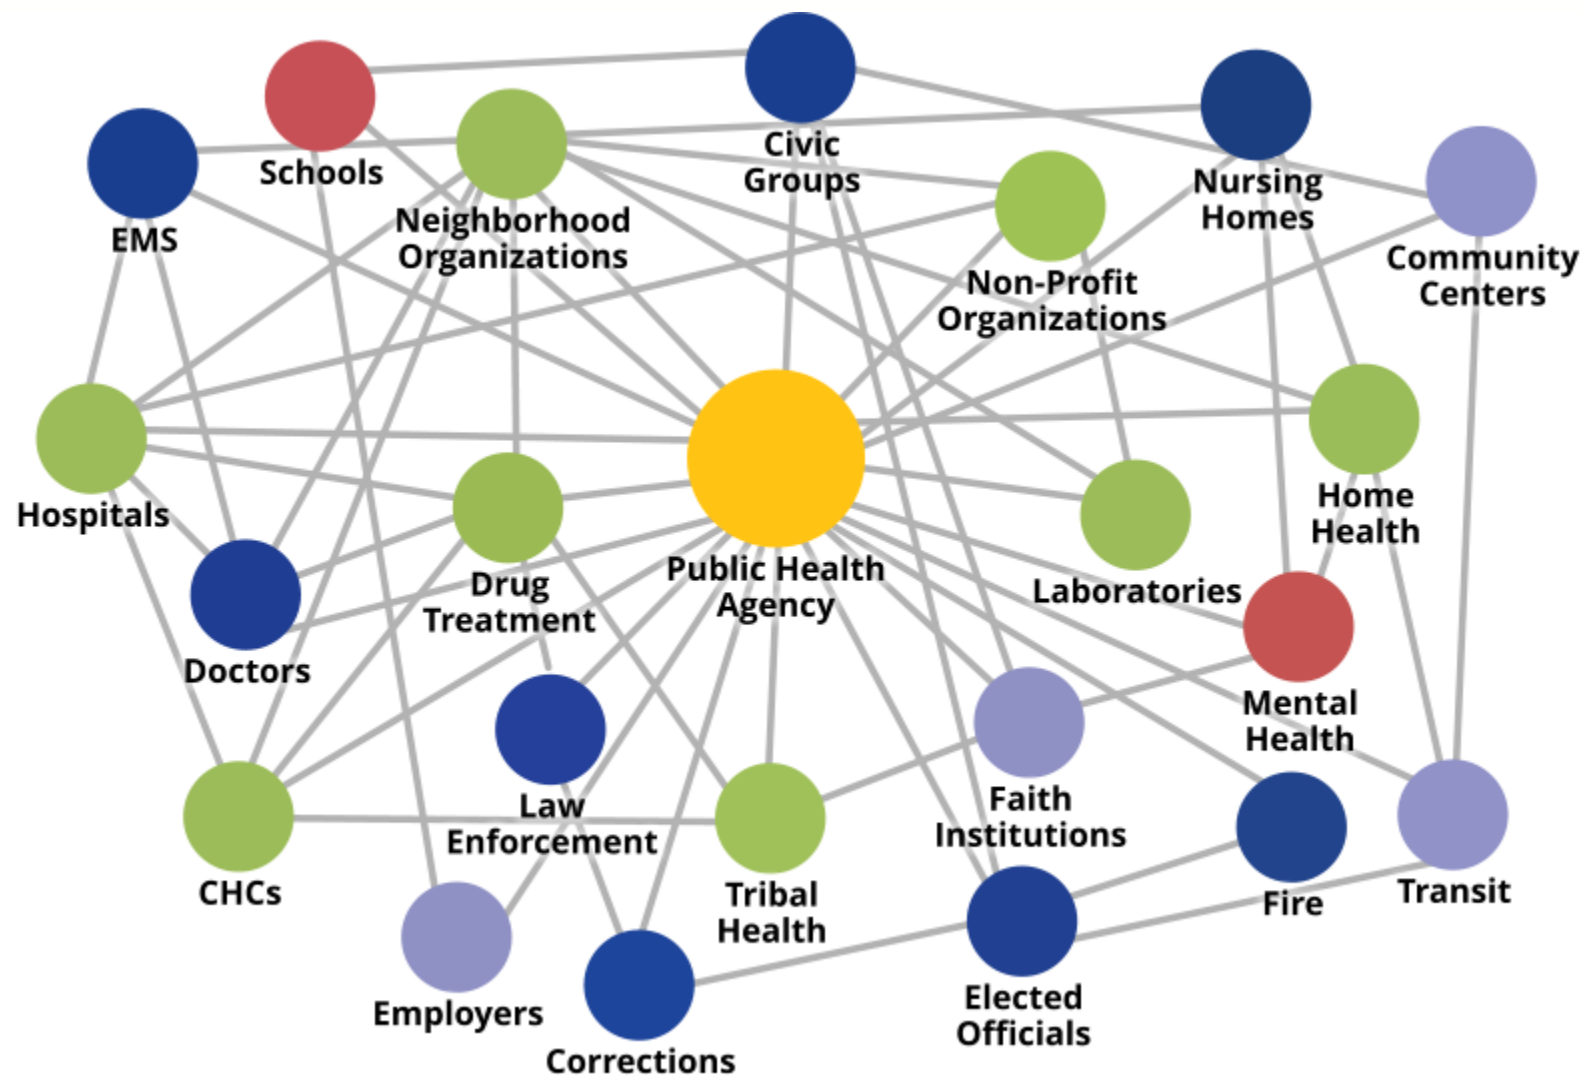 Civic
Groups
Schools
Nursing
Homes
Neighborhood
Organizations
EMS
Community
Centers
Non-Profit
Organizations
Hospitals
Home
Health
Public Health
Agency
Drug
Treatment
Laboratories
Doctors
Mental
Health
Law
Enforcement
Faith
Institutions
CHCs
Tribal
Health
Fire
Transit
Employers
Elected
Officials
Corrections